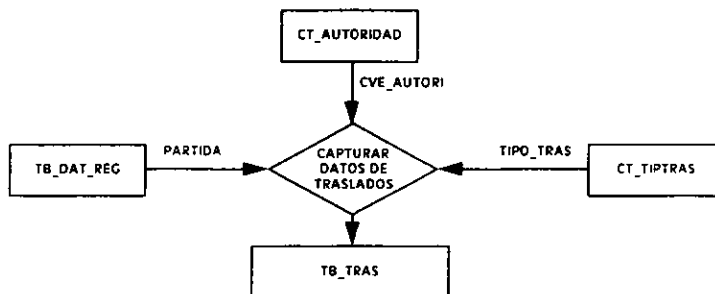 CT_AUTORIDAD
CVE_AUTORI
PARTIDA
TIPO_TRAS
TB_DAT_REG
CAPTURAR
DATOS DE
TRASLADOS
CT_TIPTRAS
TB_TRAS